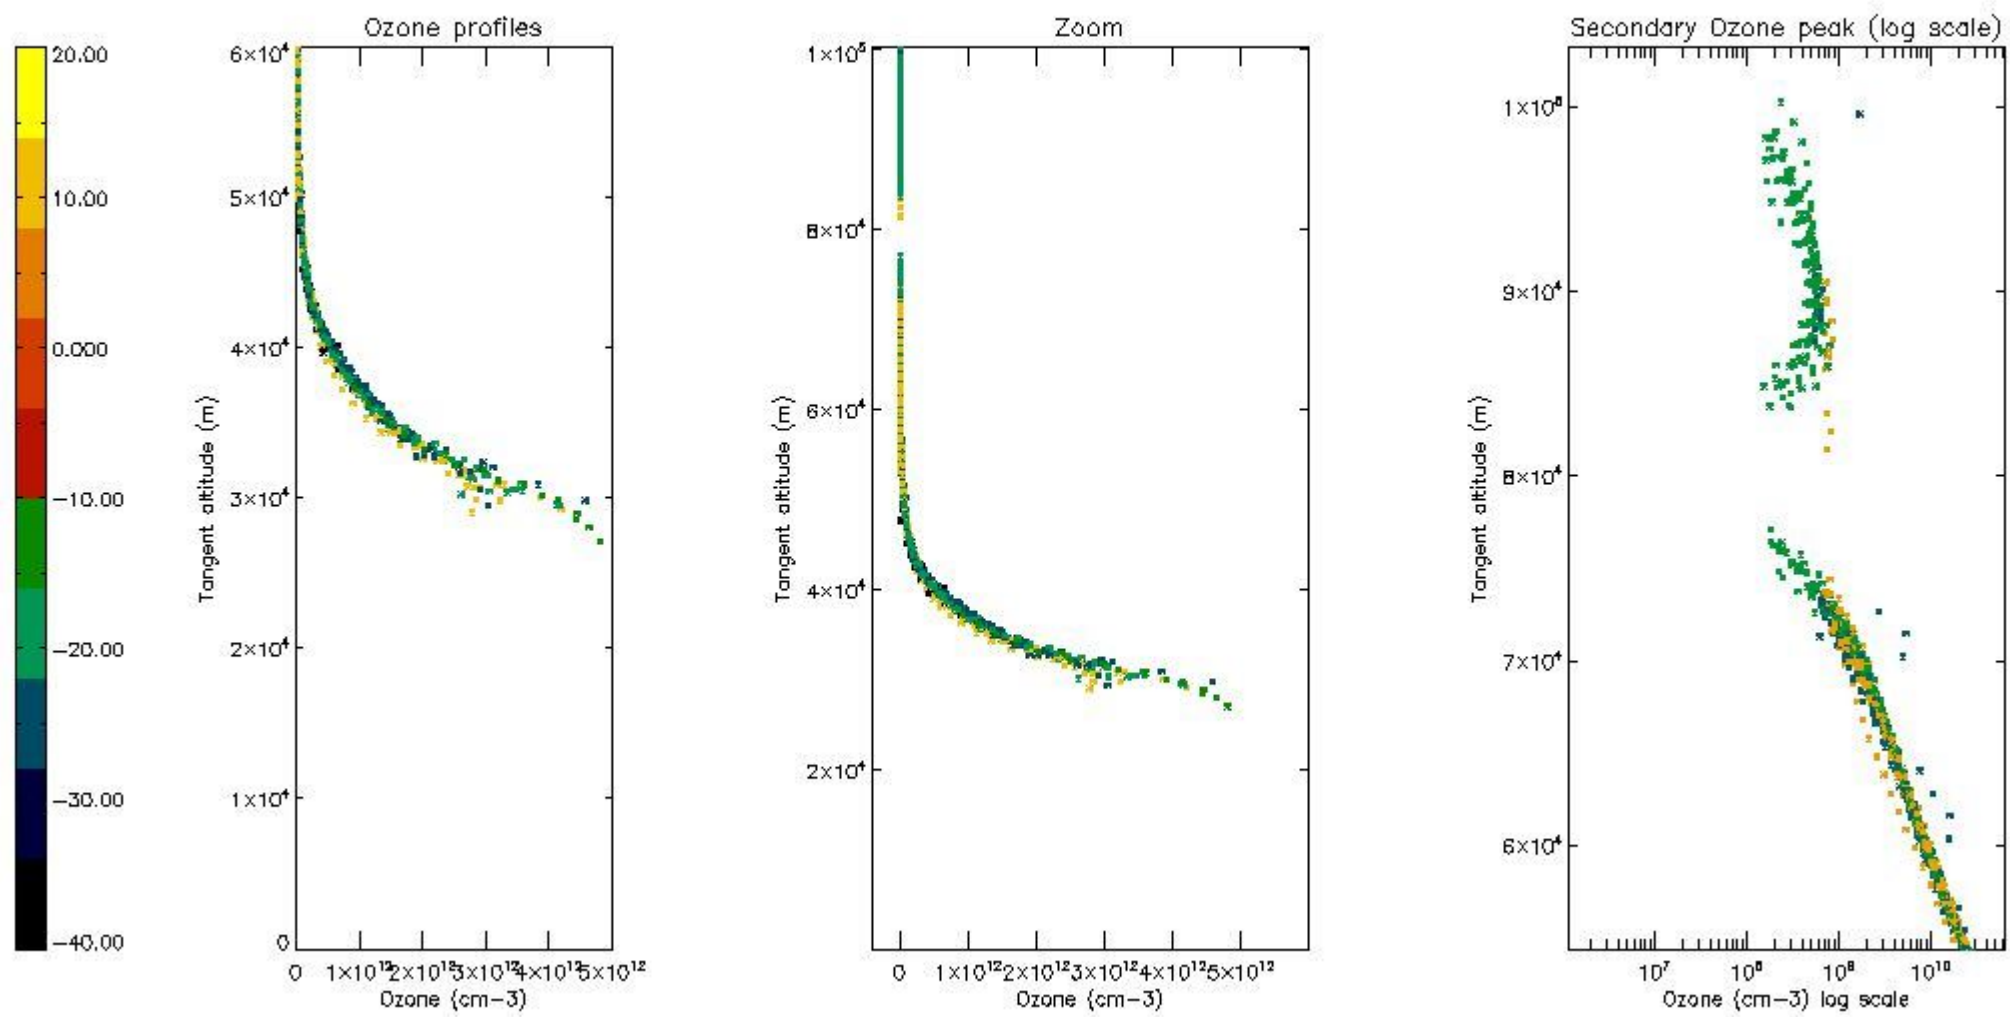 Ozone profiles
Zoom
Secondary Ozone peak (log scale)
20.00
10.00
0.000
−10.00
−20.00
−30.00
−40.00
6×10⁴
5×10⁴
4×10⁴
3×10⁴
2×10⁴
1×10⁴
0
Tangent altitude (m)
0 1×10¹² 2×10¹² 3×10¹² 4×10¹² 5×10¹²
Ozone (cm−3)
1×10⁵
8×10⁴
6×10⁴
4×10⁴
2×10⁴
Tangent altitude (m)
0 1×10¹² 2×10¹² 3×10¹² 4×10¹² 5×10¹²
Ozone (cm−3)
1×10⁵
9×10⁴
8×10⁴
7×10⁴
6×10⁴
Tangent altitude (m)
10⁷ 10⁸ 10⁹ 10¹⁰
Ozone (cm−3) log scale